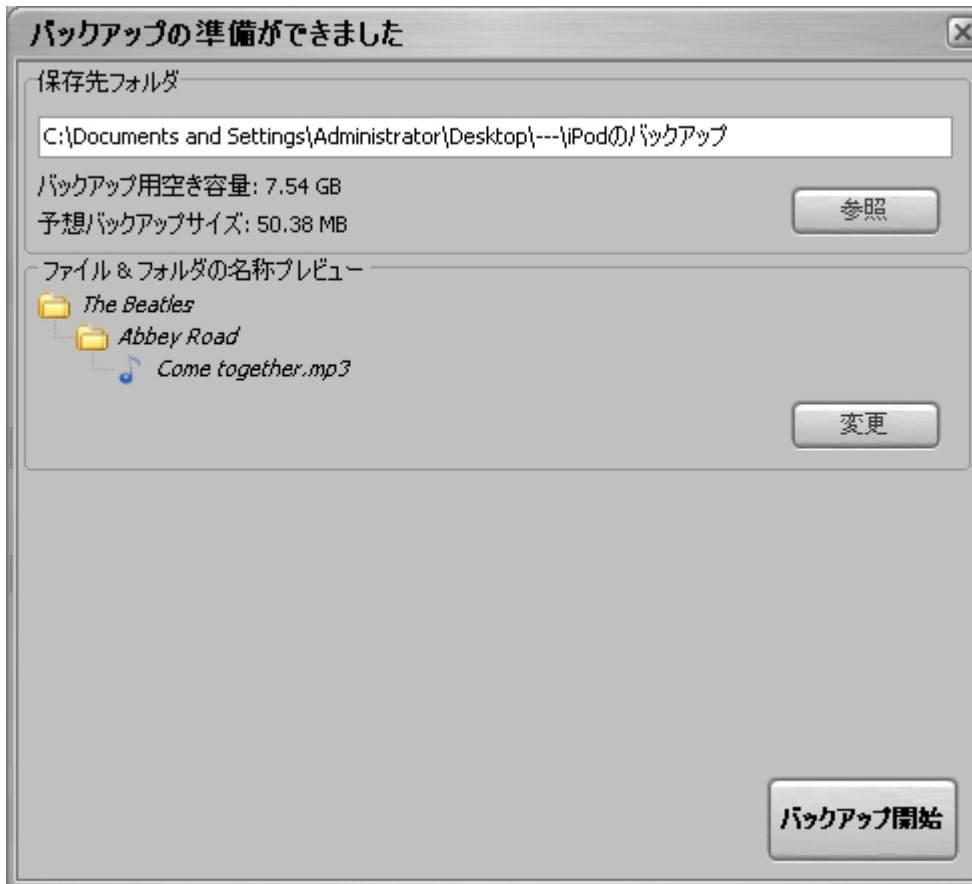 バックアップの準備ができました
保存先フォルダ
C:\Documents and Settings\Administrator\Desktop\---\iPodのバックアップ
バックアップ用空き容量: 7.54 GB
予想バックアップサイズ: 50.38 MB
参照
ファイル & フォルダの名称プレビュー
The Beatles
Abbey Road
Come together.mp3
変更
バックアップ開始